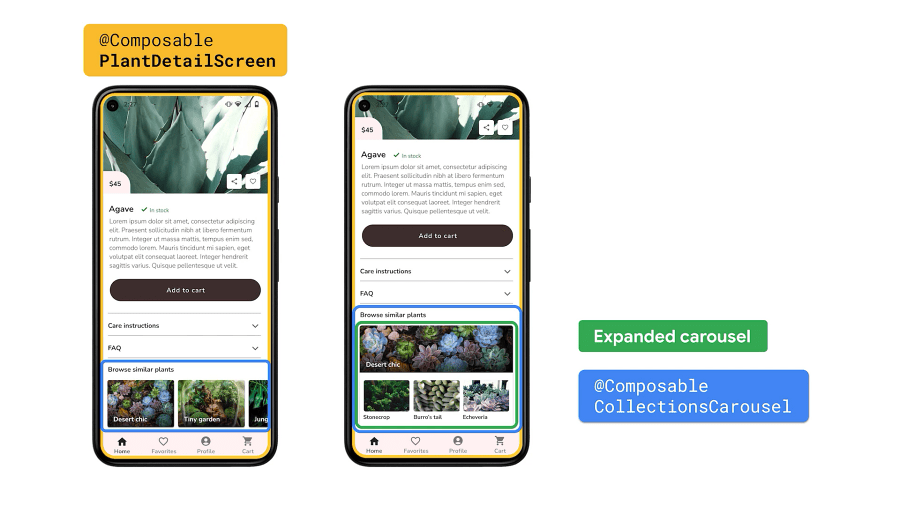 @Composable
PlantDetailScreen
$45
Agave
In stock
Lorem ipsum dolor sit amet, consectetur adipiscing
elit. Praesent sollicitudin nibh at libero fermentum
rutrum. Integer ut massa mattis, tempus sem sed,
commodo lorem. Mauris tincidunt mi sapien, eget
volutpat elit consequat laoreet. Integer nec dui
sagittis varius. Quisque pellentesque ut velit.
Add to cart
Care instructions
FAQ
Browse similar plants
Desert chic
Tiny garden
Jung
Home
Favorites
Profile
Cart
$45
Agave
In stock
Lorem ipsum dolor sit amet, consectetur adipiscing
elit. Praesent sollicitudin nibh at libero fermentum
rutrum. Integer ut massa mattis, tempus sem sed,
commodo lorem. Mauris tincidunt mi sapien, eget
volutpat elit consequat laoreet. Integer nec dui
sagittis varius. Quisque pellentesque ut velit.
Add to cart
Care instructions
FAQ
Browse similar plants
Desert chic
Stonecrop
Burro's tail
Echeveria
Home
Favorites
Profile
Cart
Expanded carousel
@Composable
CollectionsCarousel